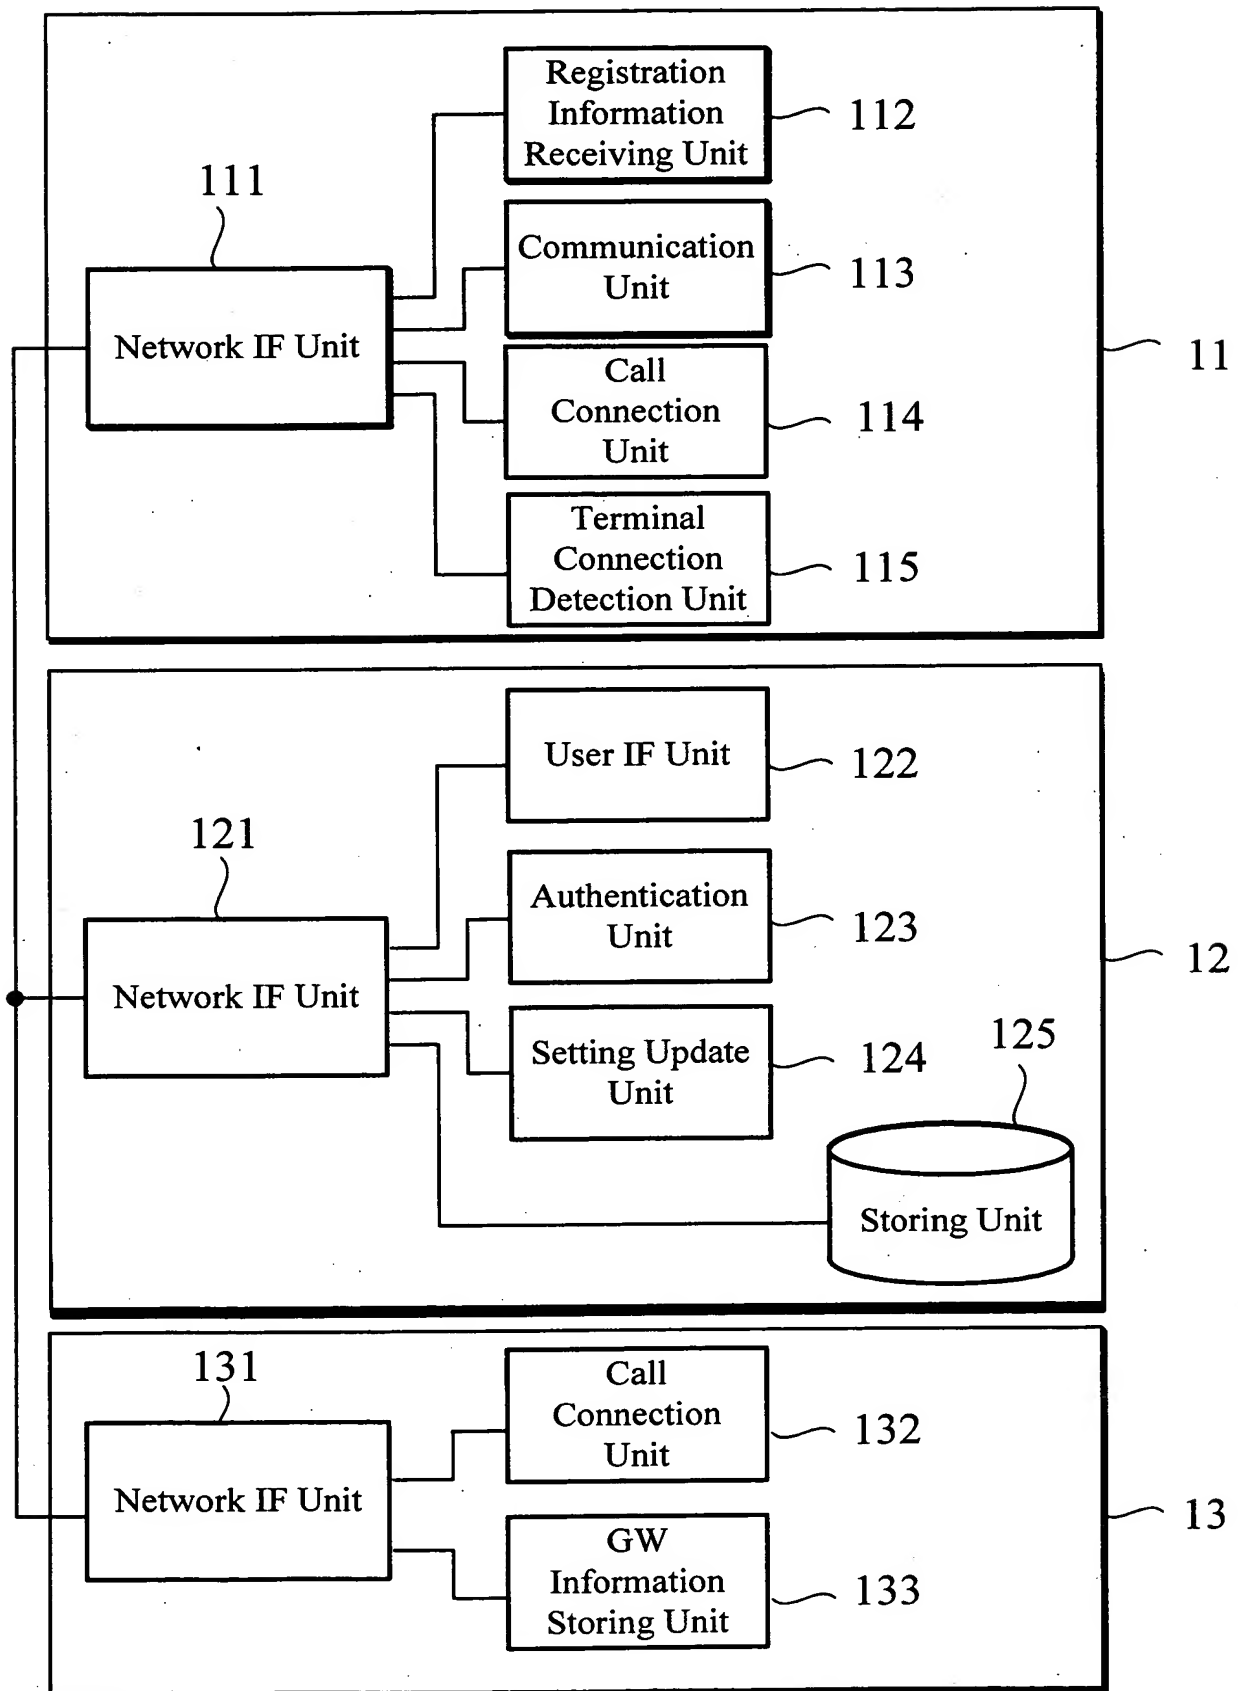 Registration
Information
Receiving Unit
112
111
Communication
Unit
113
Network IF Unit
11
Call
Connection
Unit
114
Terminal
Connection
Detection Unit
115
User IF Unit
122
121
Authentication
Unit
123
Network IF Unit
12
Setting Update
Unit
124
125
Storing Unit
131
Call
Connection
Unit
132
Network IF Unit
13
GW
Information
Storing Unit
133